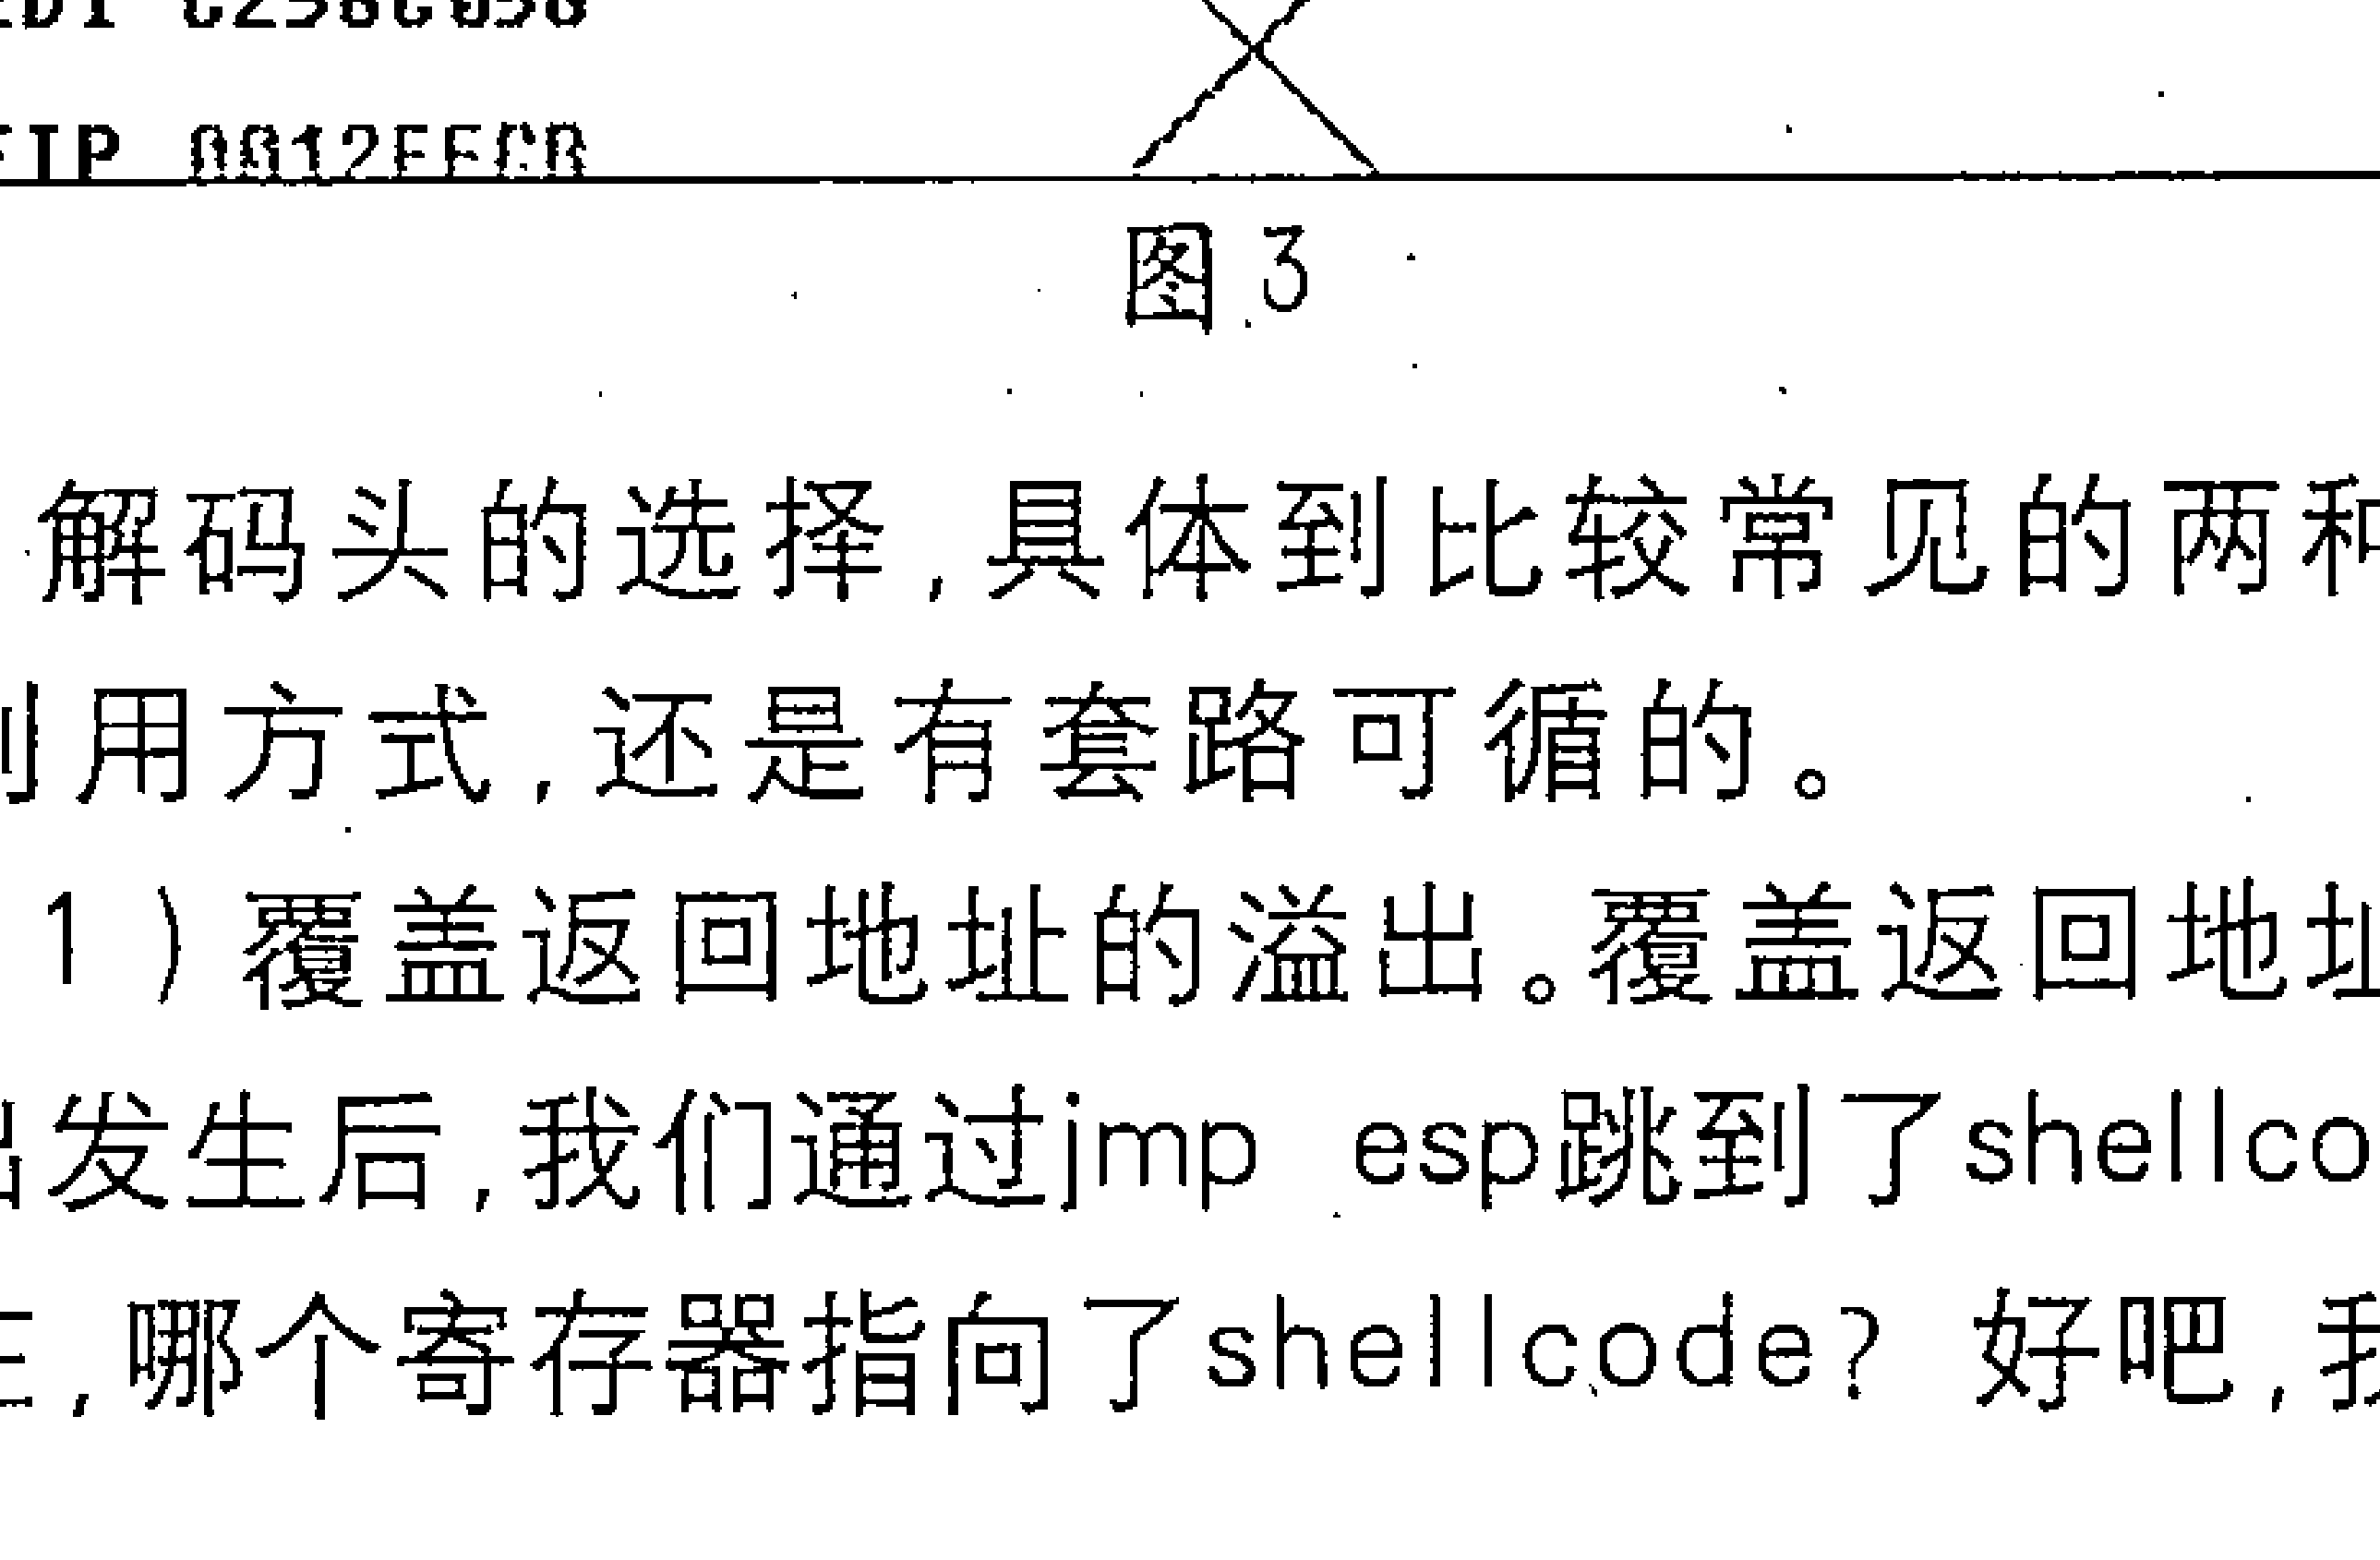 图3
解码头的选择,具体到比较常见的两种
利用方式,还是有套路可循的。
1)覆盖返回地址的溢出。覆盖返回地址
出发生后,我们通过jmp esp跳到了shellco
,哪个寄存器指向了shellcode? 好吧,我